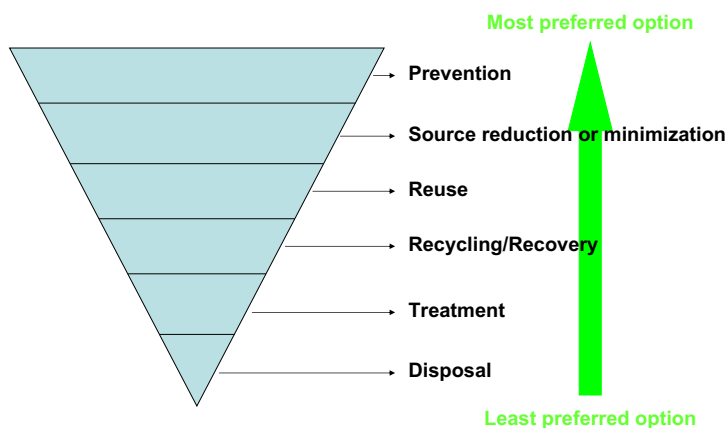 Most preferred option
Prevention
Source reduction or minimization
Reuse
Recycling/Recovery
Treatment
Disposal
Least preferred option